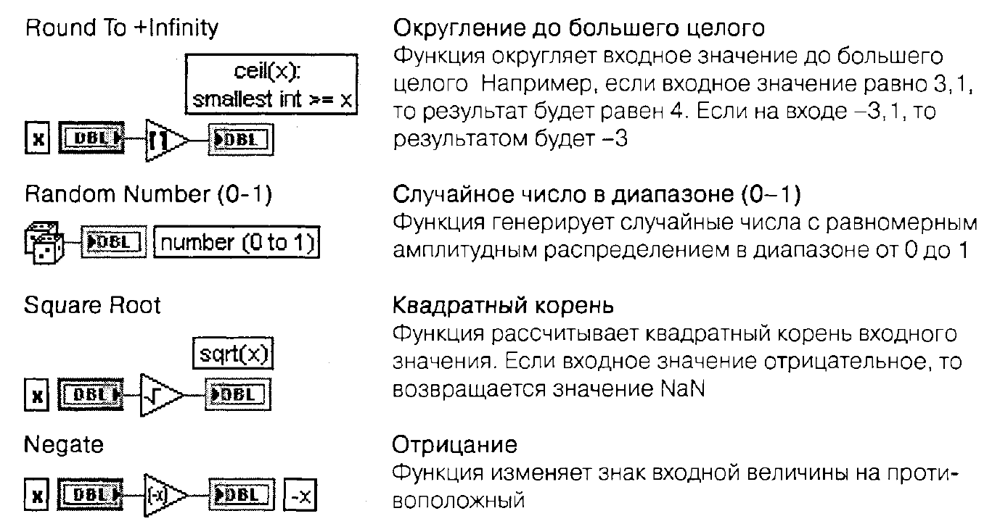 Round To +Infinity
ceil(x):
smallest int >= x
x DBL DBL
Округление до большего целого
Функция округляет входное значение до большего
целого Например, если входное значение равно 3,1,
то результат будет равен 4. Если на входе –3,1, то
результатом будет –3
Random Number (0-1)
DBL number (0 to 1)
Случайное число в диапазоне (0–1)
Функция генерирует случайные числа с равномерным
амплитудным распределением в диапазоне от 0 до 1
Square Root
sqrt(x)
x DBL √ DBL
Квадратный корень
Функция рассчитывает квадратный корень входного
значения. Если входное значение отрицательное, то
возвращается значение NaN
Negate
x DBL (-x) DBL -x
Отрицание
Функция изменяет знак входной величины на проти-
воположный